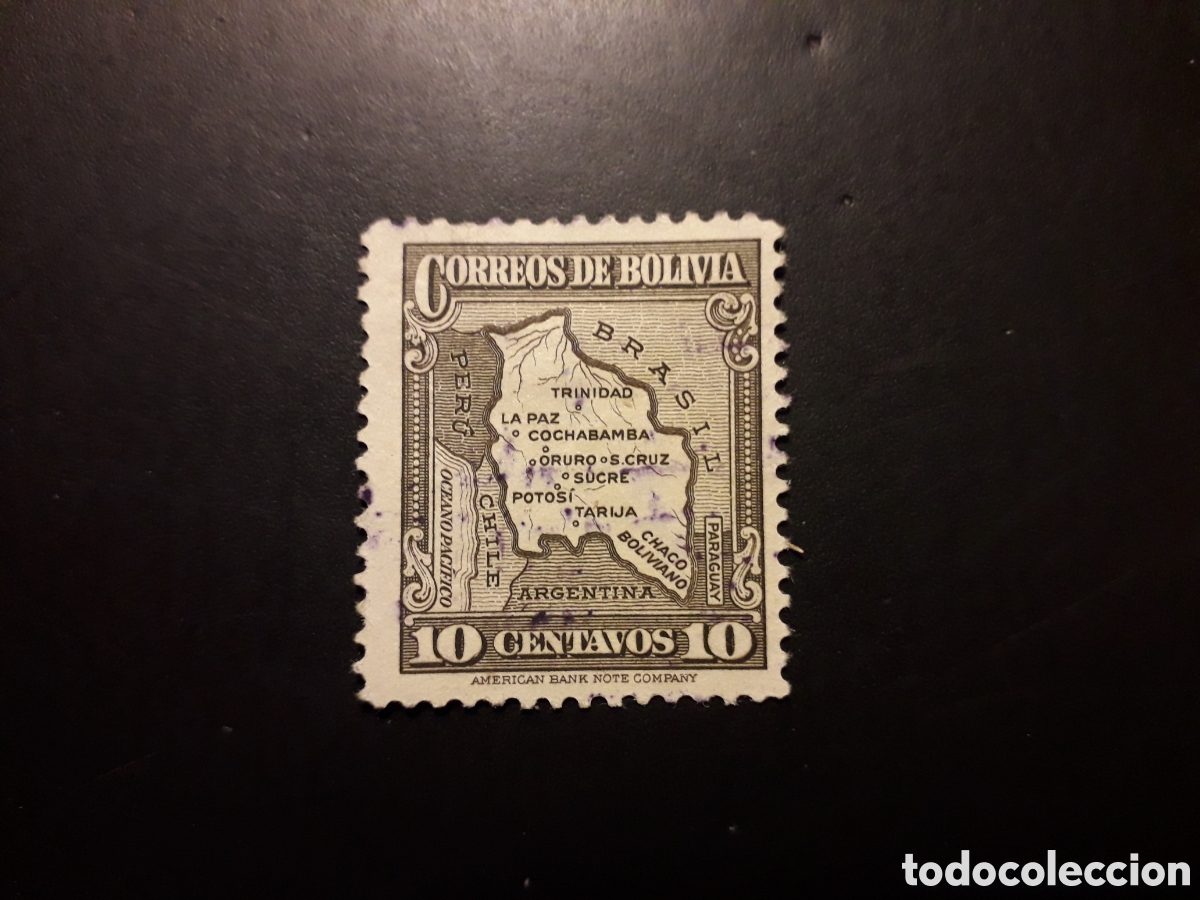 CORREOS DE BOLIVIA
BRASIL
PERÚ
TRINIDAD
LA PAZ
COCHABAMBA
ORURO S. CRUZ
SUCRE
POTOSÍ
TARIJA
CHACO
BOLIVIANO
OCEANO PACÍFICO
CHILE
PARAGUAY
ARGENTINA
10 CENTAVOS 10
AMERICAN BANK NOTE COMPANY
todocoleccion